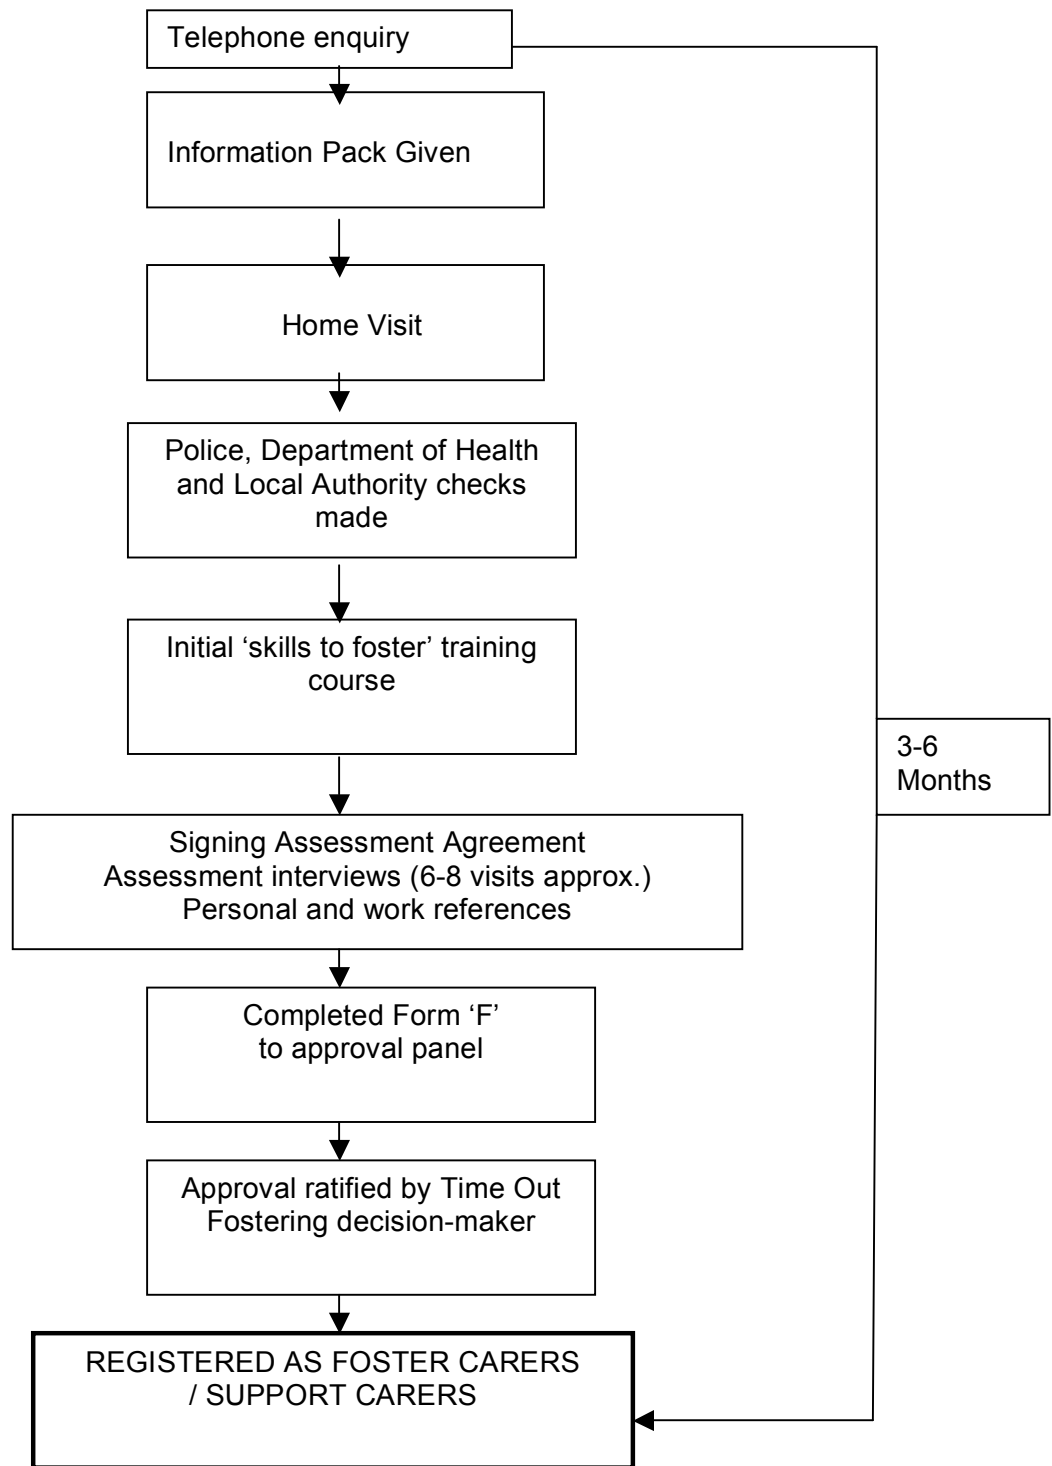 Telephone enquiry
Information Pack Given
Home Visit
Police, Department of Health
and Local Authority checks
made
Initial ‘skills to foster’ training
course
3-6
Months
Signing Assessment Agreement
Assessment interviews (6-8 visits approx.)
Personal and work references
Completed Form ‘F’
to approval panel
Approval ratified by Time Out
Fostering decision-maker
REGISTERED AS FOSTER CARERS
/ SUPPORT CARERS